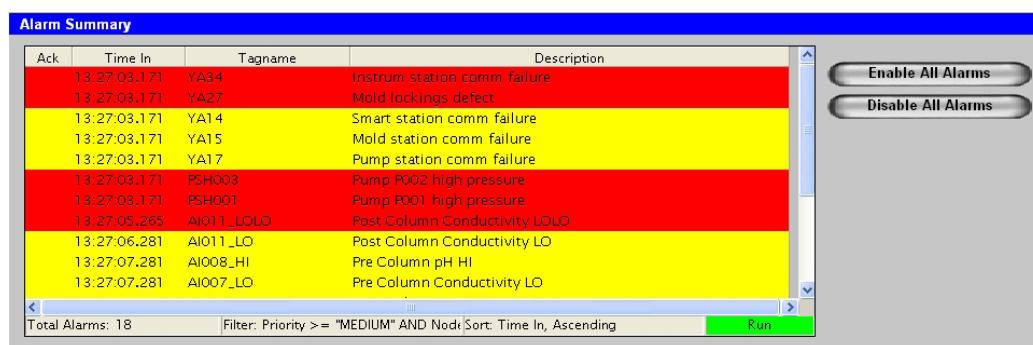 Alarm Summary
Ack Time In Tagname Description
13:27:03.171 YA34 Instrum station comm failure
13:27:03.171 YA27 Mold lockings defect
13:27:03.171 YA14 Smart station comm failure
13:27:03.171 YA15 Mold station comm failure
13:27:03.171 YA17 Pump station comm failure
13:27:03.171 PSH003 Pump P002 high pressure
13:27:03.171 PSH001 Pump P001 high pressure
13:27:05.265 AI011_LOLO Post Column Conductivity LOLO
13:27:06.281 AI011_LO Post Column Conductivity LO
13:27:07.281 AI008_HI Pre Column pH HI
13:27:07.281 AI007_LO Pre Column Conductivity LO
Total Alarms: 18 Filter: Priority >= "MEDIUM" AND Node Sort: Time In, Ascending Run
Enable All Alarms
Disable All Alarms